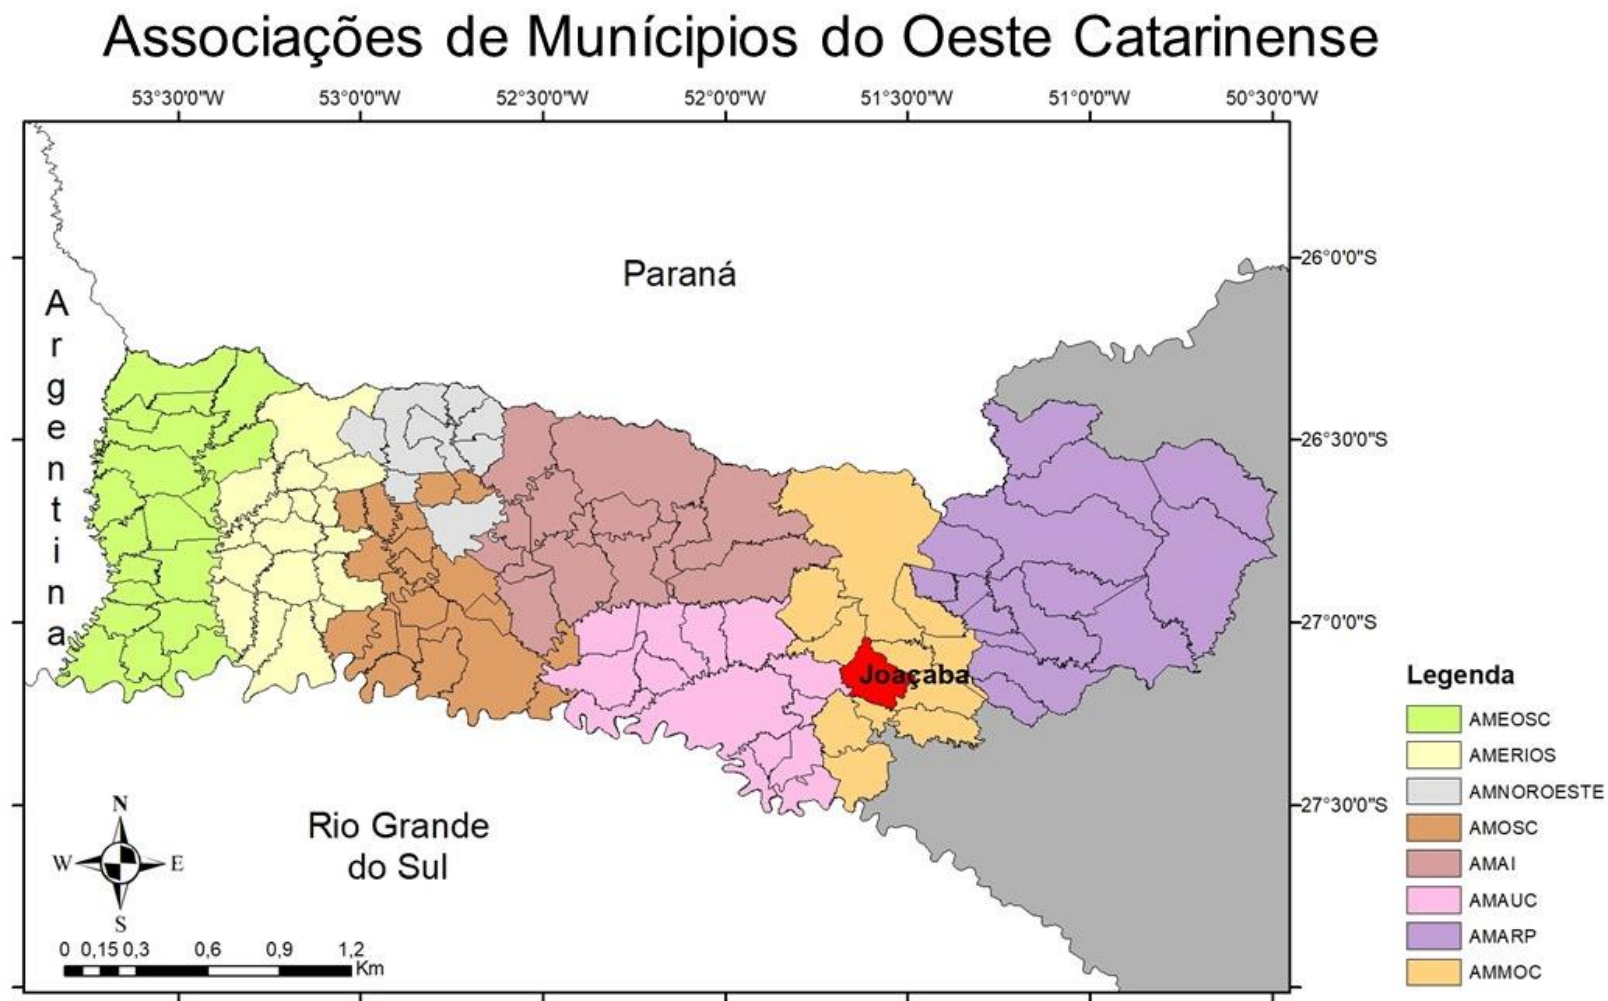 Associações de Munícipios do Oeste Catarinense
53°30'0"W 53°0'0"W 52°30'0"W 52°0'0"W 51°30'0"W 51°0'0"W 50°30'0"W
26°0'0"S
Paraná
Argentina
26°30'0"S
27°0'0"S
Joaçaba
Legenda
AMEOSC
AMERIOS
AMNOROESTE
AMOSC
AMAI
AMAUC
AMARP
AMMOC
27°30'0"S
Rio Grande
do Sul
N
W E
S
0 0,15 0,3 0,6 0,9 1,2
Km